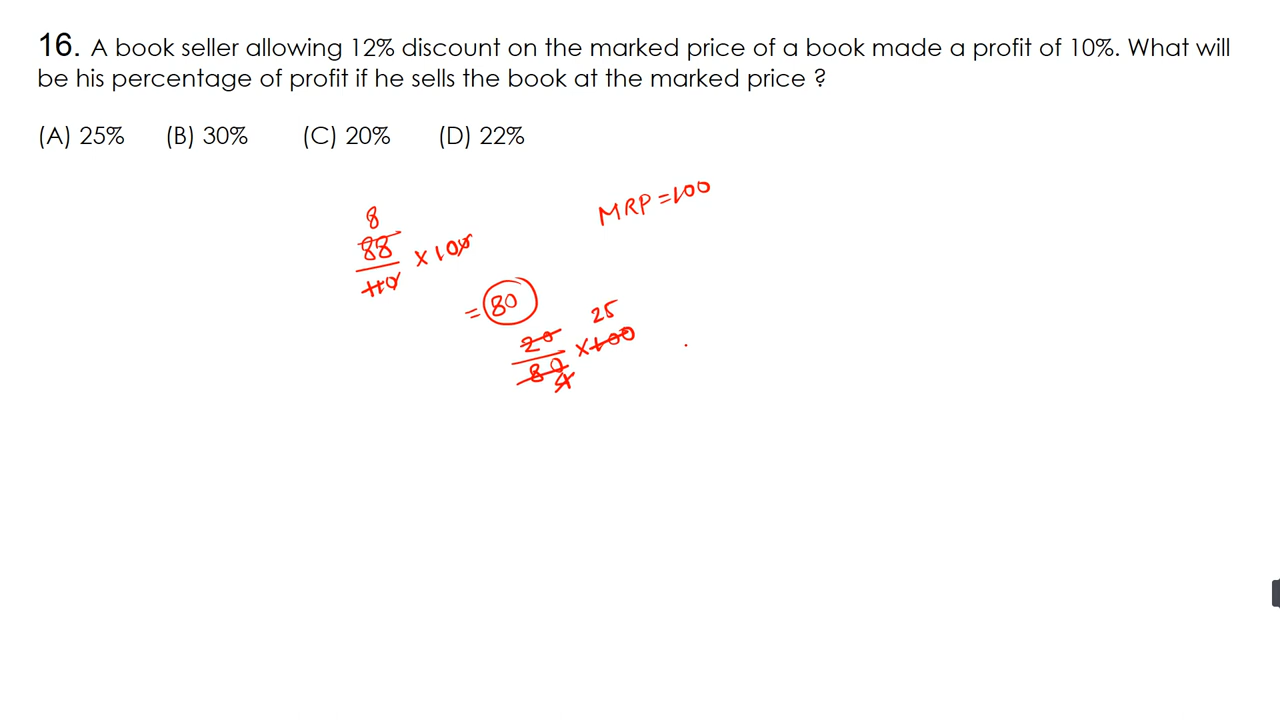 16. A book seller allowing 12% discount on the marked price of a book made a profit of 10%. What will
be his percentage of profit if he sells the book at the marked price ?
(A) 25% (B) 30% (C) 20% (D) 22%
MRP=100
8
88
× 100
110
= 80
25
20
×100
80
4